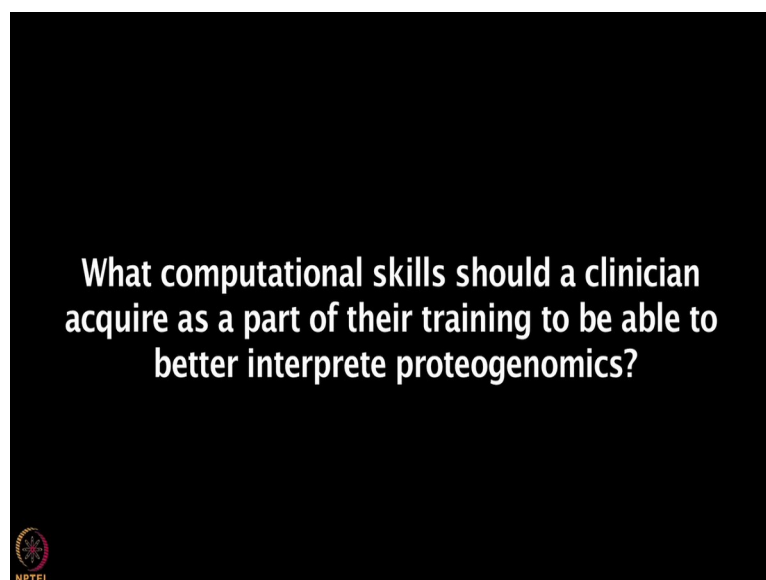 What computational skills should a clinician
acquire as a part of their training to be able to
better interprete proteogenomics?
NPTEL